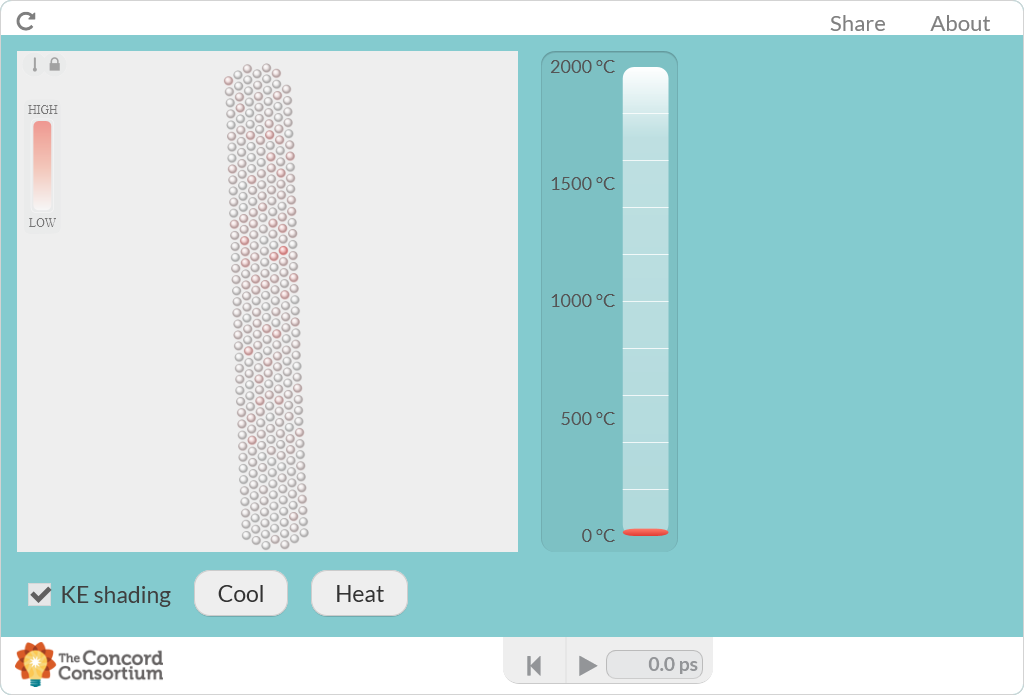 Share About
HIGH
LOW
2000 °C
1500 °C
1000 °C
500 °C
0 °C
KE shading
Cool
Heat
The Concord
Consortium
0.0 ps